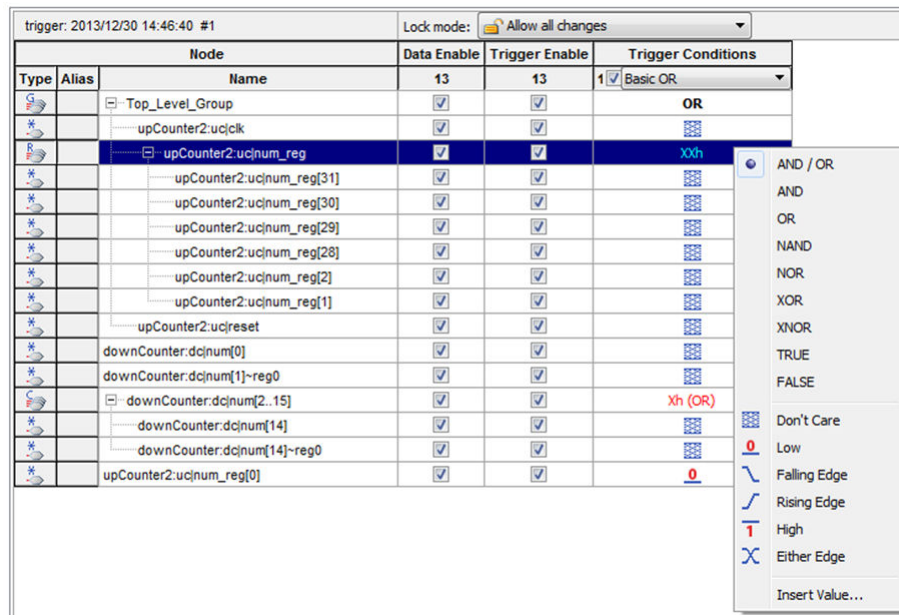 trigger: 2013/12/30 14:46:40 #1 Lock mode: Allow all changes
Node Data Enable Trigger Enable Trigger Conditions
Type Alias Name 13 13 1 Basic OR
G Top_Level_Group OR
* upCounter2:uc|clk
R upCounter2:uc|num_reg XXh
* upCounter2:uc|num_reg[31]
* upCounter2:uc|num_reg[30]
* upCounter2:uc|num_reg[29]
* upCounter2:uc|num_reg[28]
* upCounter2:uc|num_reg[2]
* upCounter2:uc|num_reg[1]
* upCounter2:uc|reset
* downCounter:dc|num[0]
* downCounter:dc|num[1]~reg0
C downCounter:dc|num[2..15] Xh (OR)
* downCounter:dc|num[14]
* downCounter:dc|num[14]~reg0
* upCounter2:uc|num_reg[0] 0
AND / OR
AND
OR
NAND
NOR
XOR
XNOR
TRUE
FALSE
Don't Care
0 Low
Falling Edge
Rising Edge
1 High
Either Edge
Insert Value...